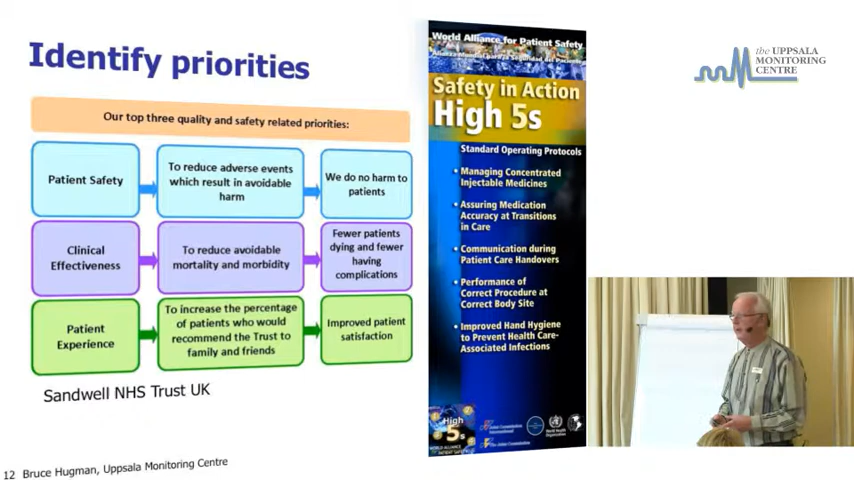 Identify priorities
Our top three quality and safety related priorities:
Patient Safety
To reduce adverse events
which result in avoidable
harm
We do no harm to
patients
Clinical
Effectiveness
To reduce avoidable
mortality and morbidity
Fewer patients
dying and fewer
having
complications
Patient
Experience
To increase the percentage
of patients who would
recommend the Trust to
family and friends
Improved patient
satisfaction
Sandwell NHS Trust UK
12 Bruce Hugman, Uppsala Monitoring Centre
World Alliance for Patient Safety
Safety in Action
High 5s
Standard Operating Protocols
• Managing Concentrated
Injectable Medicines
• Assuring Medication
Accuracy at Transitions
in Care
• Communication during
Patient Care Handovers
• Performance of
Correct Procedure at
Correct Body Site
• Improved Hand Hygiene
to Prevent Health Care-
Associated Infections
High
5s
the UPPSALA
MONITORING
CENTRE